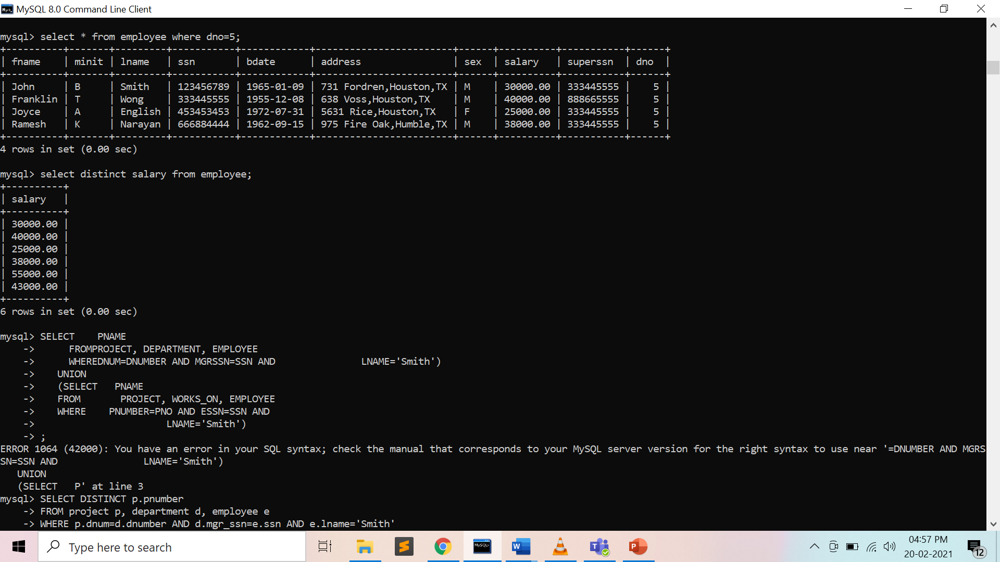 MySQL 8.0 Command Line Client
mysql> select * from employee where dno=5;
+----------+-------+---------+-----------+------------+------------------------+------+----------+-----------+------+
| fname    | minit | lname   | ssn       | bdate      | address                | sex  | salary   | superssn  | dno  |
+----------+-------+---------+-----------+------------+------------------------+------+----------+-----------+------+
| John     | B     | Smith   | 123456789 | 1965-01-09 | 731 Fordren,Houston,TX | M    | 30000.00 | 333445555 |    5 |
| Franklin | T     | Wong    | 333445555 | 1955-12-08 | 638 Voss,Houston,TX    | M    | 40000.00 | 888665555 |    5 |
| Joyce    | A     | English | 453453453 | 1972-07-31 | 5631 Rice,Houston,TX   | F    | 25000.00 | 333445555 |    5 |
| Ramesh   | K     | Narayan | 666884444 | 1962-09-15 | 975 Fire Oak,Humble,TX | M    | 38000.00 | 333445555 |    5 |
+----------+-------+---------+-----------+------------+------------------------+------+----------+-----------+------+
4 rows in set (0.00 sec)
mysql> select distinct salary from employee;
+----------+
| salary   |
+----------+
| 30000.00 |
| 40000.00 |
| 25000.00 |
| 38000.00 |
| 55000.00 |
| 43000.00 |
+----------+
6 rows in set (0.00 sec)
mysql> SELECT    PNAME
    ->      FROMPROJECT, DEPARTMENT, EMPLOYEE
    ->      WHEREDNUM=DNUMBER AND MGRSSN=SSN AND               LNAME='Smith')
    ->    UNION
    ->    (SELECT   PNAME
    ->    FROM       PROJECT, WORKS_ON, EMPLOYEE
    ->    WHERE    PNUMBER=PNO AND ESSN=SSN AND
    ->                       LNAME='Smith')
    -> ;
ERROR 1064 (42000): You have an error in your SQL syntax; check the manual that corresponds to your MySQL server version for the right syntax to use near '=DNUMBER AND MGRS
SN=SSN AND               LNAME='Smith')
   UNION
   (SELECT   P' at line 3
mysql> SELECT DISTINCT p.pnumber
    -> FROM project p, department d, employee e
    -> WHERE p.dnum=d.dnumber AND d.mgr_ssn=e.ssn AND e.lname='Smith'
Type here to search
MySQL>
W
T
P
04:57 PM
20-02-2021
12